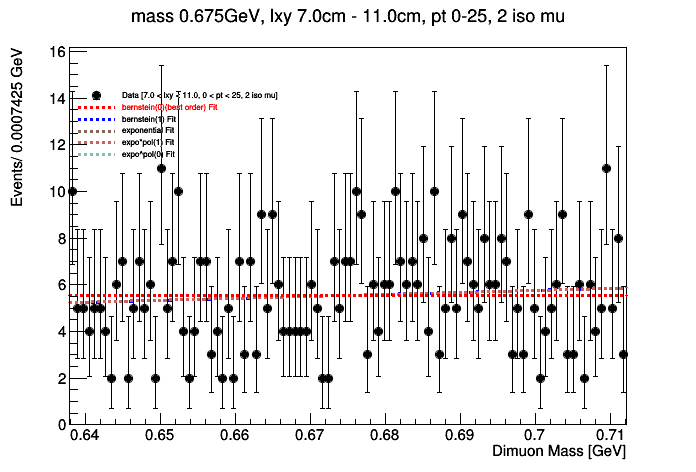 mass 0.675GeV, lxy 7.0cm - 11.0cm, pt 0-25, 2 iso mu
Events/ 0.0007425 GeV
16
14
12
10
8
6
4
2
0
Data [7.0 < lxy < 11.0, 0 < pt < 25, 2 iso mu]
bernstein(0)(best order) Fit
bernstein(1) Fit
exponential Fit
expo*pol(1) Fit
expo*pol(0) Fit
0.64 0.65 0.66 0.67 0.68 0.69 0.7 0.71
Dimuon Mass [GeV]